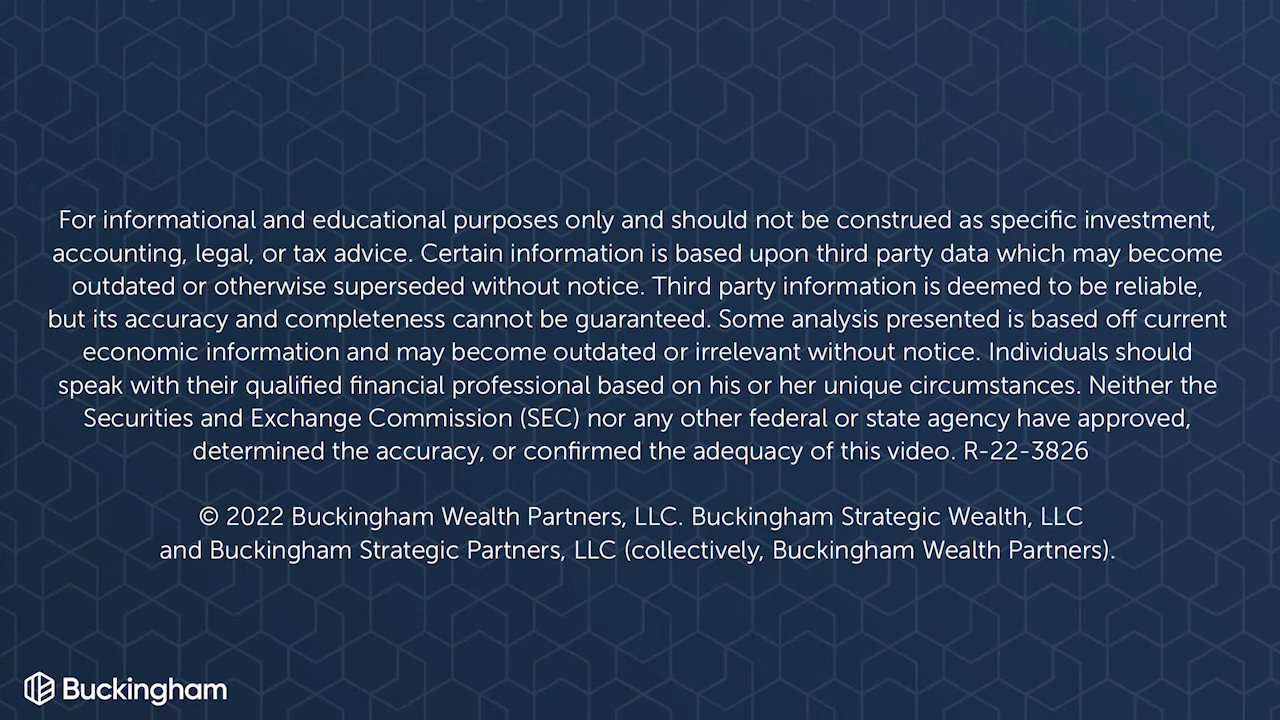 For informational and educational purposes only and should not be construed as specific investment,
accounting, legal, or tax advice. Certain information is based upon third party data which may become
outdated or otherwise superseded without notice. Third party information is deemed to be reliable,
but its accuracy and completeness cannot be guaranteed. Some analysis presented is based off current
economic information and may become outdated or irrelevant without notice. Individuals should
speak with their qualified financial professional based on his or her unique circumstances. Neither the
Securities and Exchange Commission (SEC) nor any other federal or state agency have approved,
determined the accuracy, or confirmed the adequacy of this video. R-22-3826
© 2022 Buckingham Wealth Partners, LLC. Buckingham Strategic Wealth, LLC
and Buckingham Strategic Partners, LLC (collectively, Buckingham Wealth Partners).
Buckingham